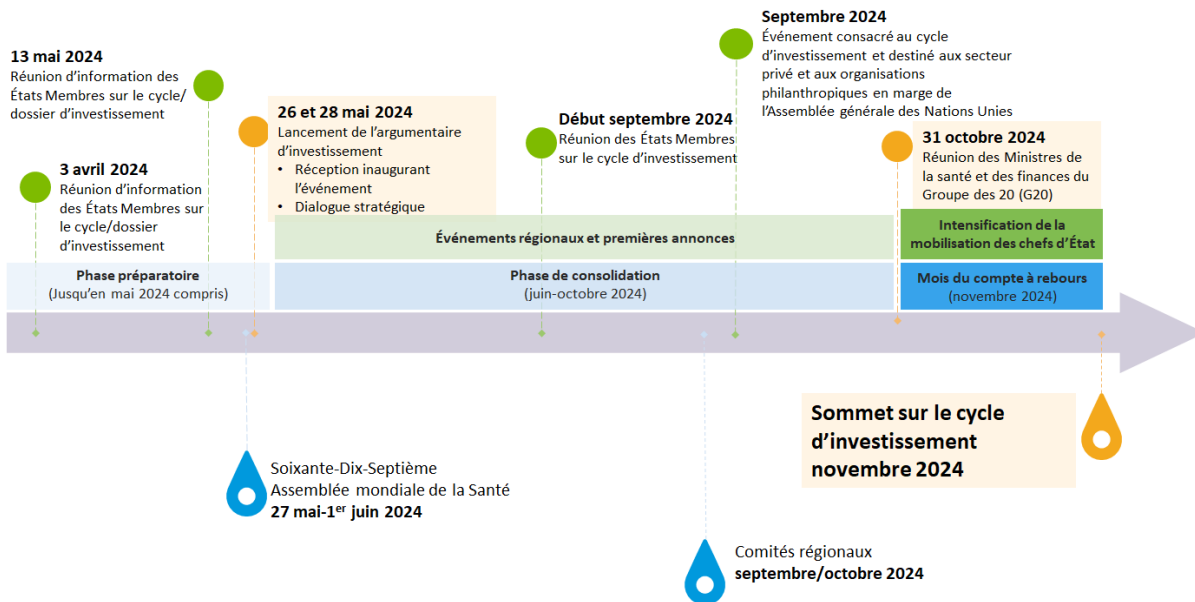 13 mai 2024
Réunion d'information des
États Membres sur le cycle/
dossier d'investissement
3 avril 2024
Réunion d'information
des États Membres sur
le cycle/dossier
d'investissement
26 et 28 mai 2024
Lancement de l'argumentaire
d'investissement
• Réception inaugurant
l'événement
• Dialogue stratégique
Début septembre 2024
Réunion des États Membres
sur le cycle d'investissement
Septembre 2024
Événement consacré au cycle
d'investissement et destiné aux secteur
privé et aux organisations
philanthropiques en marge de
l'Assemblée générale des Nations Unies
31 octobre 2024
Réunion des Ministres de
la santé et des finances du
Groupe des 20 (G20)
Événements régionaux et premières annonces
Intensification de la
mobilisation des chefs d'État
Phase préparatoire
(Jusqu'en mai 2024 compris)
Phase de consolidation
(juin-octobre 2024)
Mois du compte à rebours
(novembre 2024)
Sommet sur le cycle
d'investissement
novembre 2024
Soixante-Dix-Septième
Assemblée mondiale de la Santé
27 mai-1er juin 2024
Comités régionaux
septembre/octobre 2024